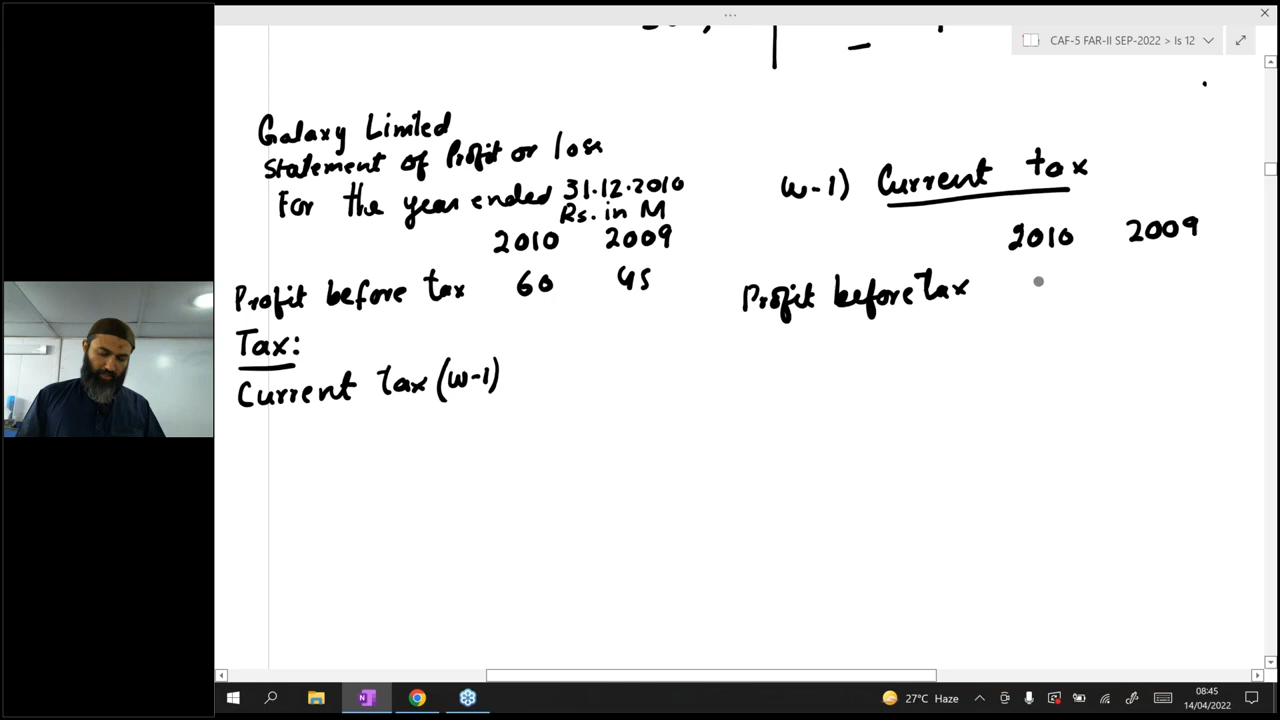 CAF-5 FAR-II SEP-2022 > Is 12
Galaxy Limited
Statement of Profit or loss
For the year ended 31.12.2010
Rs. in M
2010 2009
Profit before tax 60 45
Tax:
Current tax (w-1)
w-1) Current tax
2010 2009
Profit before Tax
27°C Haze
08:45
14/04/2022